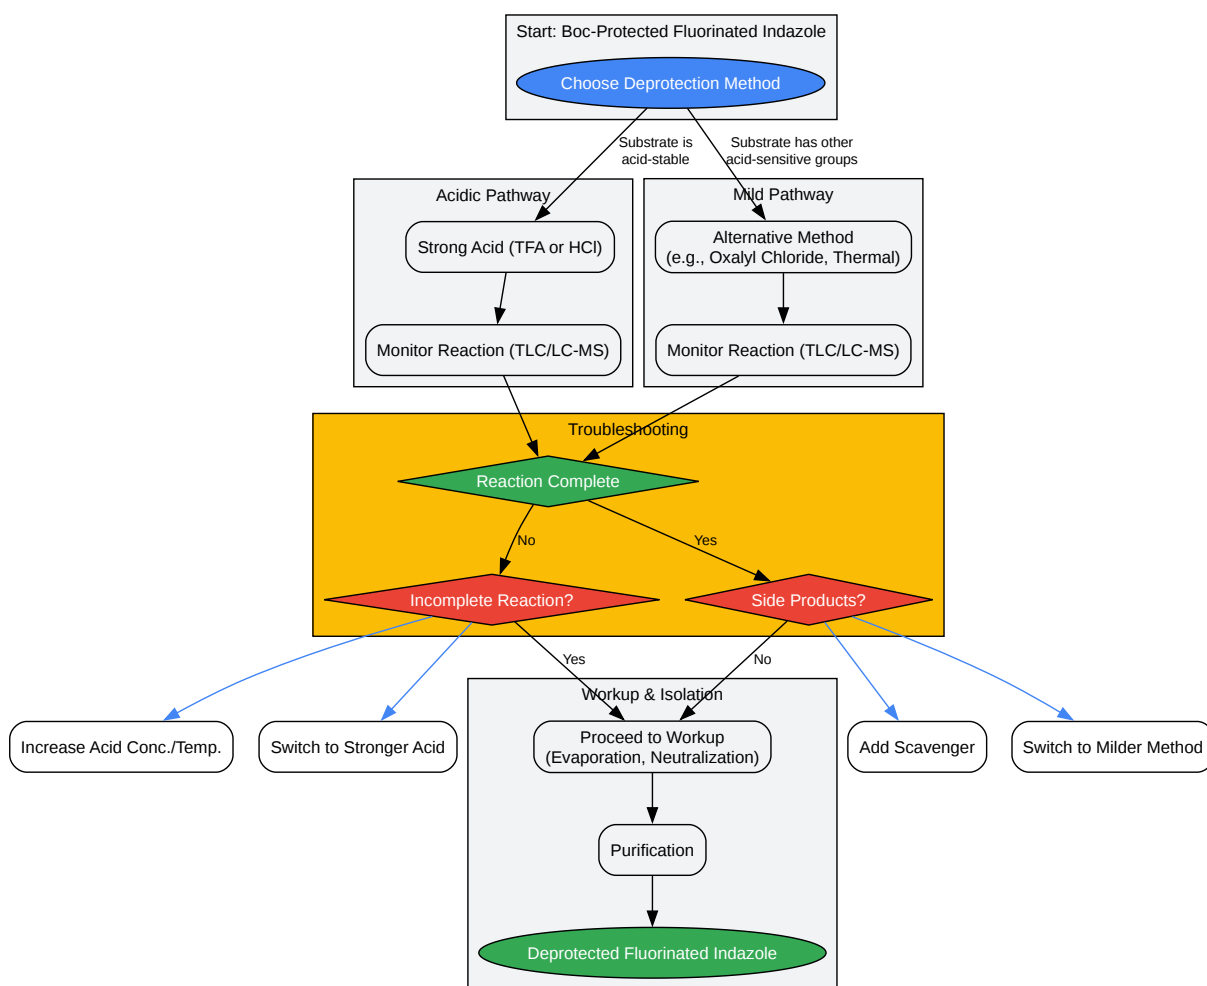 Start: Boc-Protected Fluorinated Indazole
Choose Deprotection Method
Substrate is
acid-stable
Substrate has other
acid-sensitive groups
Acidic Pathway
Mild Pathway
Strong Acid (TFA or HCl)
Alternative Method
(e.g., Oxalyl Chloride, Thermal)
Monitor Reaction (TLC/LC-MS)
Monitor Reaction (TLC/LC-MS)
Troubleshooting
Reaction Complete
No
Yes
Incomplete Reaction?
Side Products?
Yes
No
Workup & Isolation
Increase Acid Conc./Temp.
Switch to Stronger Acid
Proceed to Workup
(Evaporation, Neutralization)
Add Scavenger
Switch to Milder Method
Purification
Deprotected Fluorinated Indazole